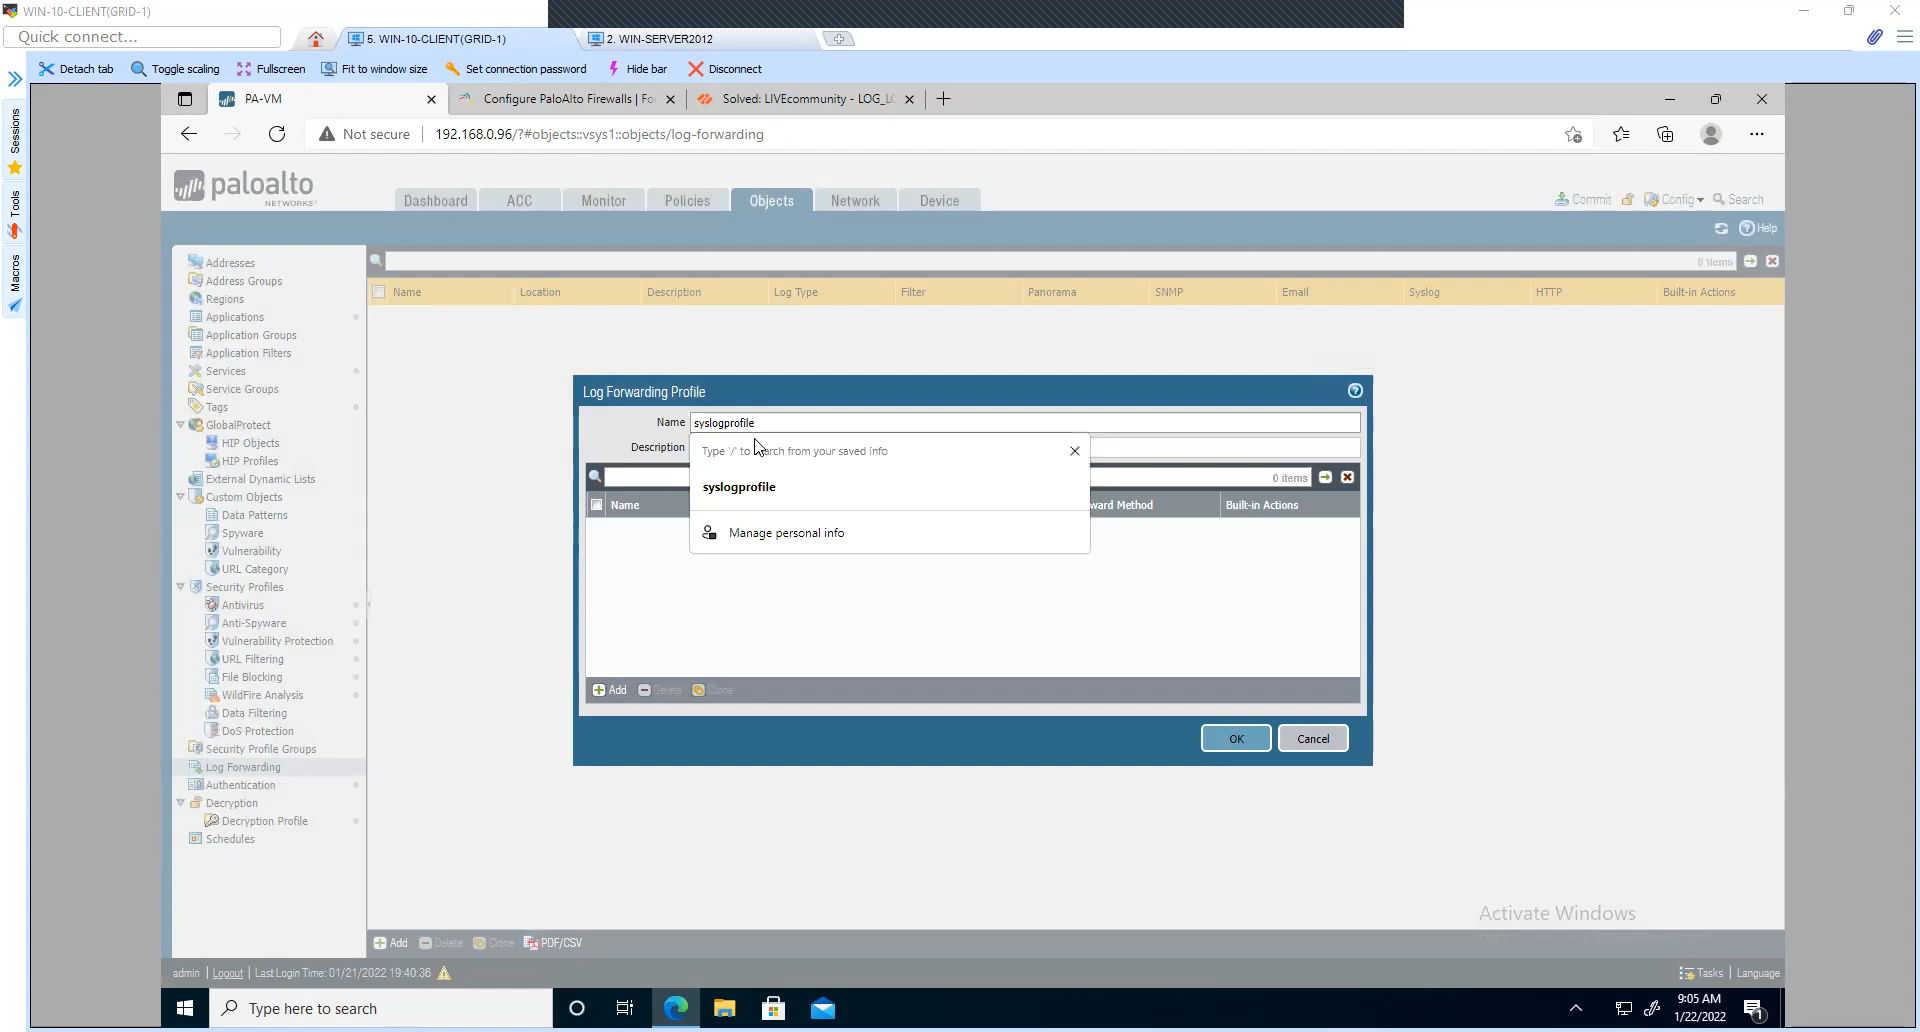 WIN-10-CLIENT(GRID-1)
Quick connect...
5. WIN-10-CLIENT(GRID-1)
2. WIN-SERVER2012
Detach tab
Toggle scaling
Fullscreen
Fit to window size
Set connection password
Hide bar
Disconnect
Sessions
Tools
Macros
PA-VM
Configure PaloAlto Firewalls | Fo
Solved: LIVEcommunity - LOG_LC
Not secure
192.168.0.96/?#objects::vsys1::objects/log-forwarding
paloalto
NETWORKS
Dashboard
ACC
Monitor
Policies
Objects
Network
Device
Commit
Config
Search
Help
Addresses
Address Groups
Regions
Applications
Application Groups
Application Filters
Services
Service Groups
Tags
GlobalProtect
HIP Objects
HIP Profiles
External Dynamic Lists
Custom Objects
Data Patterns
Spyware
Vulnerability
URL Category
Security Profiles
Antivirus
Anti-Spyware
Vulnerability Protection
URL Filtering
File Blocking
WildFire Analysis
Data Filtering
DoS Protection
Security Profile Groups
Log Forwarding
Authentication
Decryption
Decryption Profile
Schedules
0 items
Name
Location
Description
Log Type
Filter
Panorama
SNMP
Email
Syslog
HTTP
Built-in Actions
Log Forwarding Profile
Name
syslogprofile
Description
Type '/' to search from your saved info
syslogprofile
Manage personal info
0 items
Name
ward Method
Built-in Actions
Add
Delete
Clone
OK
Cancel
Activate Windows
Add
Delete
Clone
PDF/CSV
admin | Logout | Last Login Time: 01/21/2022 19:40:36
Tasks | Language
Type here to search
9:05 AM
1/22/2022
1